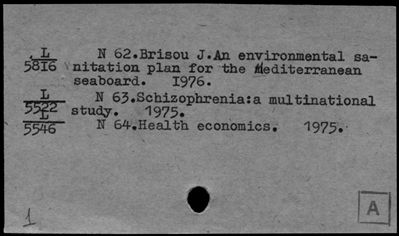 L N 62.Brisou J.An environmental sa-
5816 nitation plan for the Mediterranean
seaboard. I976.
L N 63.Schizophrenia:a multinational
5522 study. 1975.
L N 64.Health economics. 1975.
5546
1 A